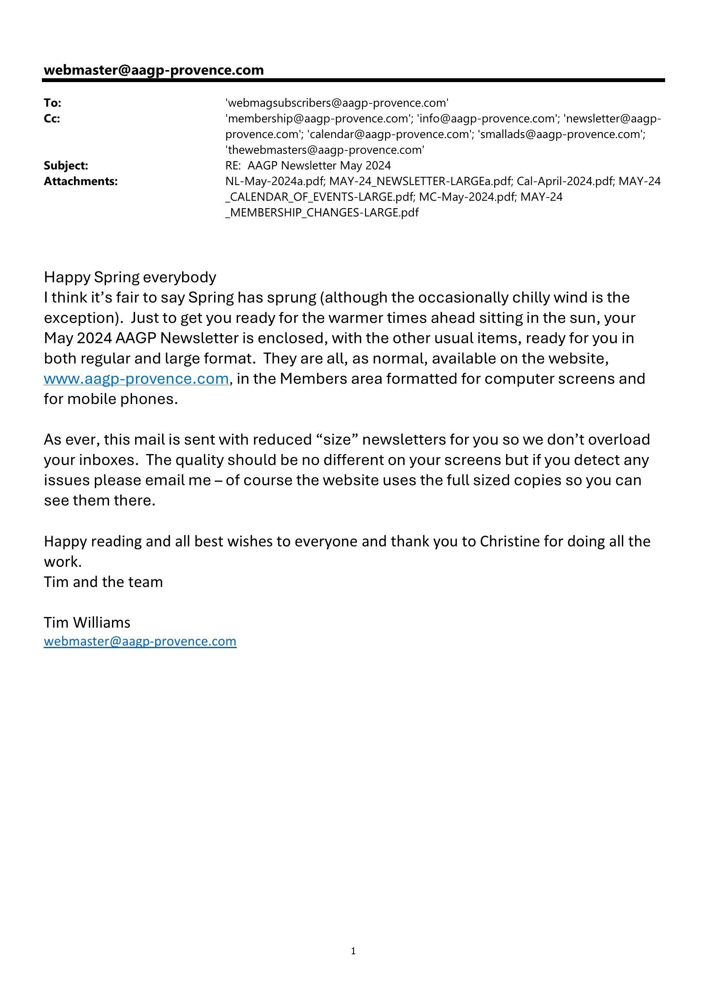 webmaster@aagp-provence.com
To: 'webmagsubscribers@aagp-provence.com'
Cc: 'membership@aagp-provence.com'; 'info@aagp-provence.com'; 'newsletter@aagp-
provence.com'; 'calendar@aagp-provence.com'; 'smallads@aagp-provence.com';
'thewebmasters@aagp-provence.com'
Subject: RE:  AAGP Newsletter May 2024
Attachments: NL-May-2024a.pdf; MAY-24_NEWSLETTER-LARGEa.pdf; Cal-April-2024.pdf; MAY-24
_CALENDAR_OF_EVENTS-LARGE.pdf; MC-May-2024.pdf; MAY-24
_MEMBERSHIP_CHANGES-LARGE.pdf
Happy Spring everybody
I think it’s fair to say Spring has sprung (although the occasionally chilly wind is the
exception).  Just to get you ready for the warmer times ahead sitting in the sun, your
May 2024 AAGP Newsletter is enclosed, with the other usual items, ready for you in
both regular and large format.  They are all, as normal, available on the website,
www.aagp-provence.com, in the Members area formatted for computer screens and
for mobile phones.
As ever, this mail is sent with reduced “size” newsletters for you so we don’t overload
your inboxes.  The quality should be no different on your screens but if you detect any
issues please email me – of course the website uses the full sized copies so you can
see them there.
Happy reading and all best wishes to everyone and thank you to Christine for doing all the
work.
Tim and the team
Tim Williams
webmaster@aagp-provence.com
1